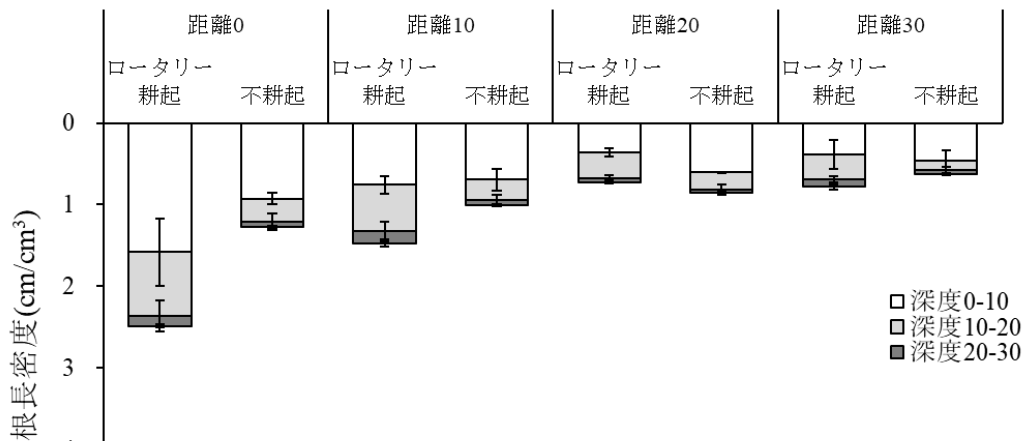 距離0 距離10 距離20 距離30
ロータリー ロータリー ロータリー ロータリー
耕起 不耕起 耕起 不耕起 耕起 不耕起 耕起 不耕起
0
1
2
3
根長密度(cm/cm³)
深度0-10
深度10-20
深度20-30